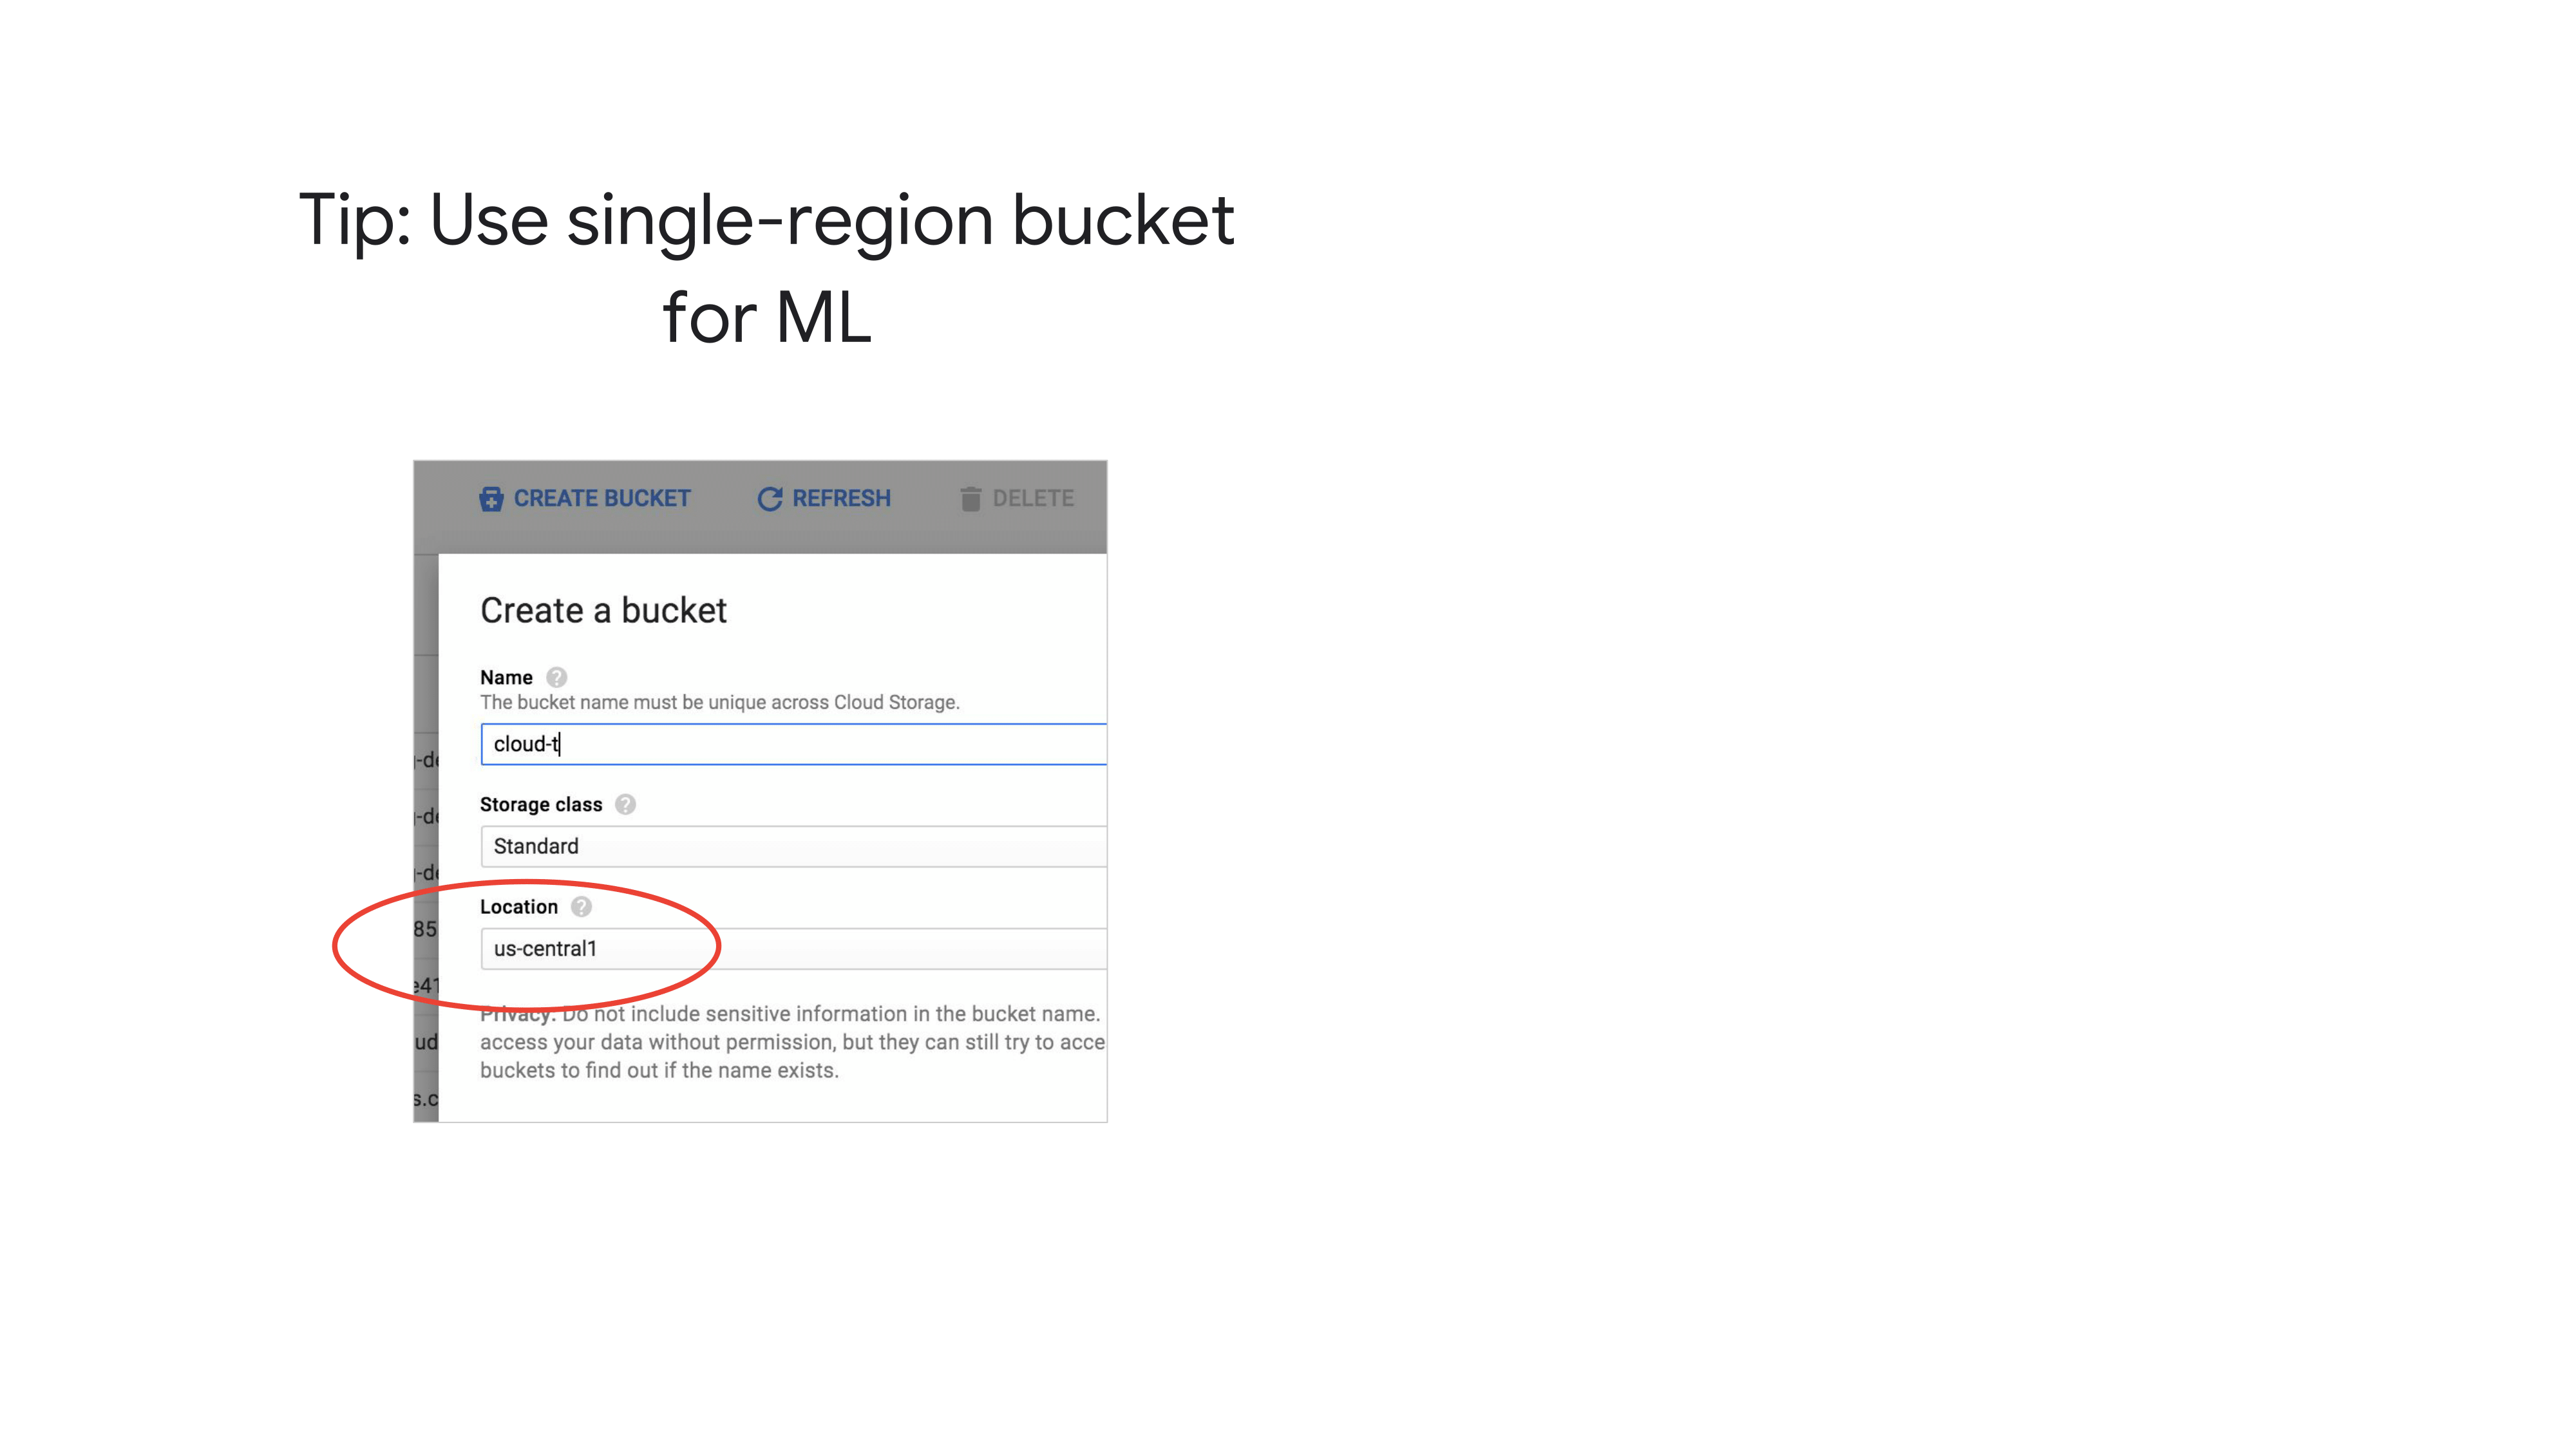 Tip: Use single-region bucket
for ML
CREATE BUCKET REFRESH DELETE
Create a bucket
Name
The bucket name must be unique across Cloud Storage.
cloud-t
Storage class
Standard
Location
us-central1
Privacy: Do not include sensitive information in the bucket name.
access your data without permission, but they can still try to acce
buckets to find out if the name exists.
-de
-de
-de
85
e41
ud
s.c